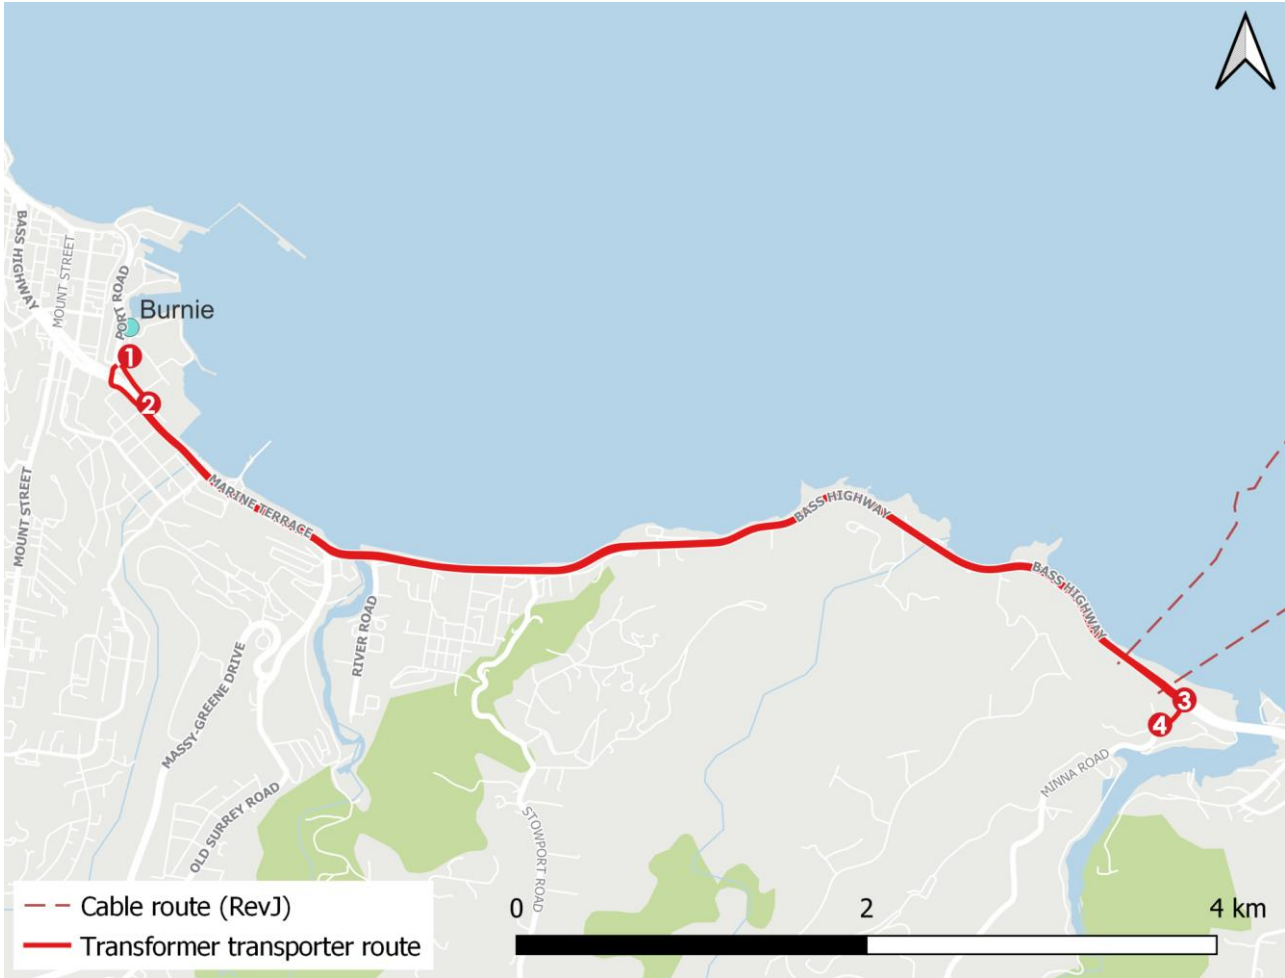 BASS HIGHWAY
MOUNT STREET
PORT ROAD
Burnie
1
2
MOUNT STREET
MARINE TERRACE
BASS HIGHWAY
BASS HIGHWAY
RIVER ROAD
MASSY-GREENE DRIVE
3
4
MINNA ROAD
OLD SURREY ROAD
STOWPORT ROAD
Cable route (RevJ)
Transformer transporter route
0 2 4 km